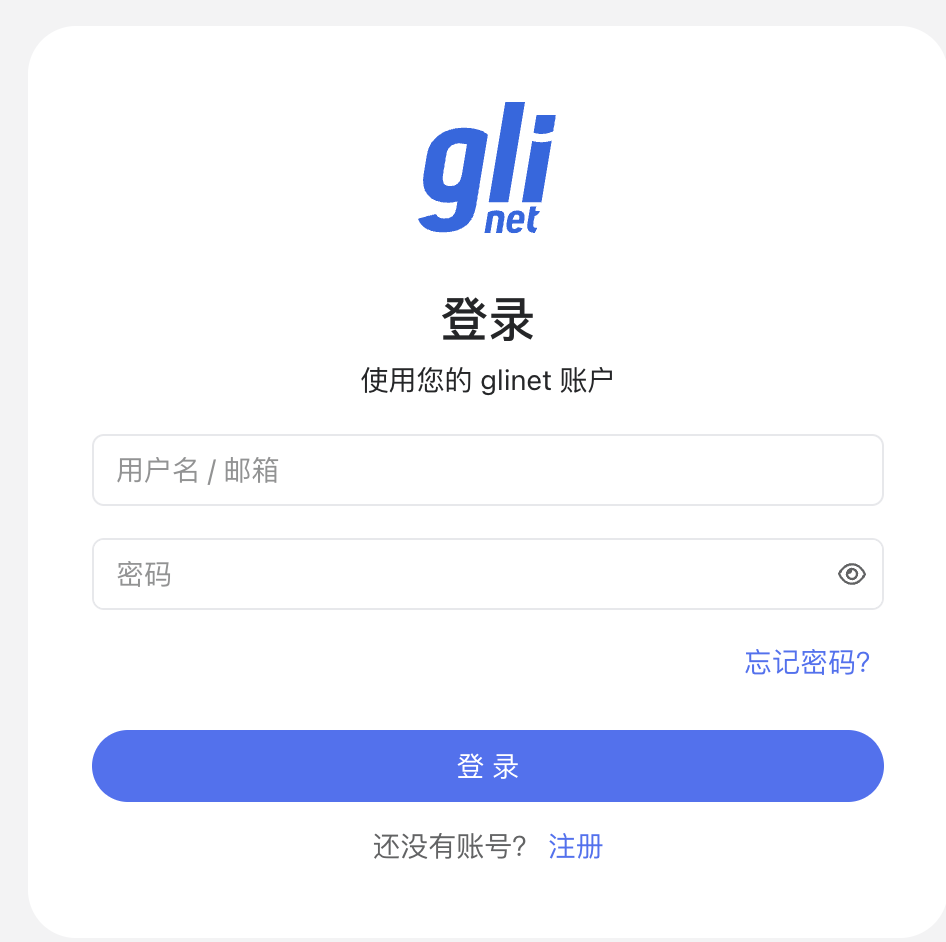 gli
net
登录
使用您的 glinet 账户
用户名 / 邮箱
密码
忘记密码?
登 录
还没有账号? 注册